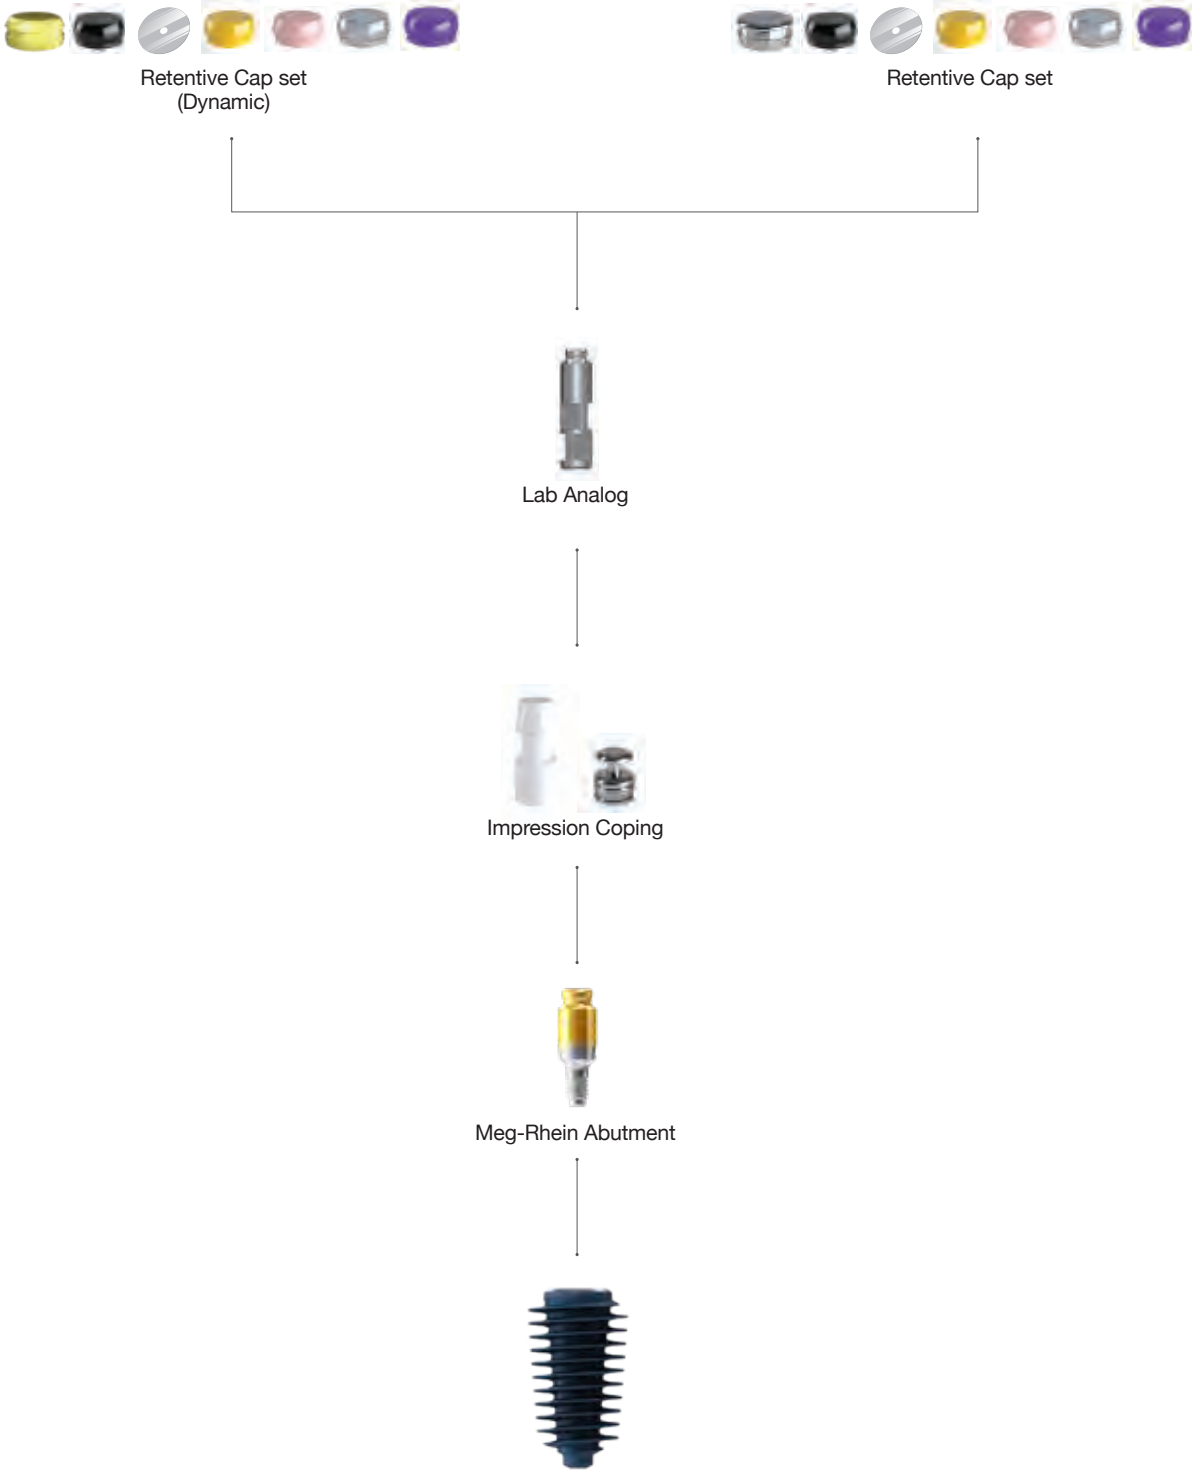 Retentive Cap set
(Dynamic)
Retentive Cap set
Lab Analog
Impression Coping
Meg-Rhein Abutment